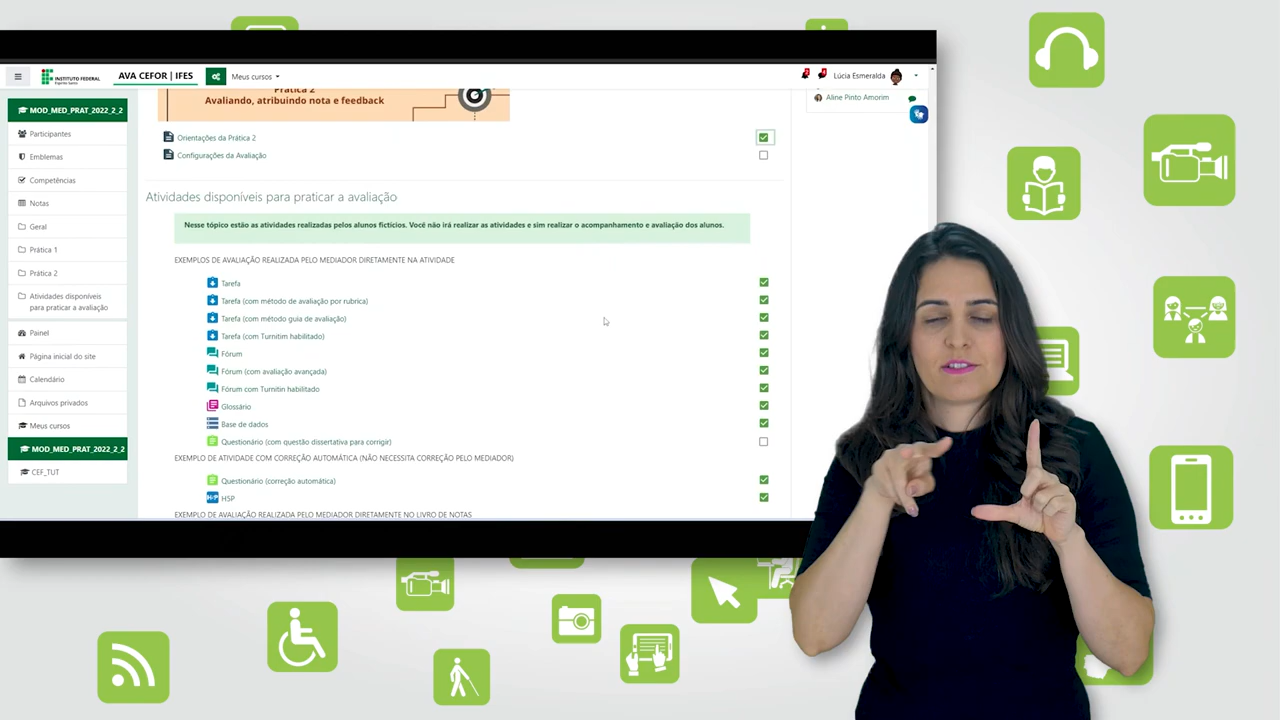 INSTITUTO FEDERAL
Espírito Santo
AVA CEFOR | IFES
Meus cursos
Lúcia Esmeralda
Prática 2
Avaliando, atribuindo nota e feedback
Aline Pinto Amorim
MOD_MED_PRAT_2022_2_2
Participantes
Emblemas
Competências
Notas
Geral
Prática 1
Prática 2
Atividades disponíveis
para praticar a avaliação
Painel
Página inicial do site
Calendário
Arquivos privados
Meus cursos
MOD_MED_PRAT_2022_2_2
CEF_TUT
Orientações da Prática 2
Configurações da Avaliação
Atividades disponíveis para praticar a avaliação
Nesse tópico estão as atividades realizadas pelos alunos fictícios. Você não irá realizar as atividades e sim realizar o acompanhamento e avaliação dos alunos.
EXEMPLOS DE AVALIAÇÃO REALIZADA PELO MEDIADOR DIRETAMENTE NA ATIVIDADE
Tarefa
Tarefa (com método de avaliação por rubrica)
Tarefa (com método guia de avaliação)
Tarefa (com Turnitim habilitado)
Fórum
Fórum (com avaliação avançada)
Fórum com Turnitin habilitado
Glossário
Base de dados
Questionário (com questão dissertativa para corrigir)
EXEMPLO DE ATIVIDADE COM CORREÇÃO AUTOMÁTICA (NÃO NECESSITA CORREÇÃO PELO MEDIADOR)
Questionário (correção automática)
H5P
H5P
EXEMPLO DE AVALIAÇÃO REALIZADA PELO MEDIADOR DIRETAMENTE NO LIVRO DE NOTAS